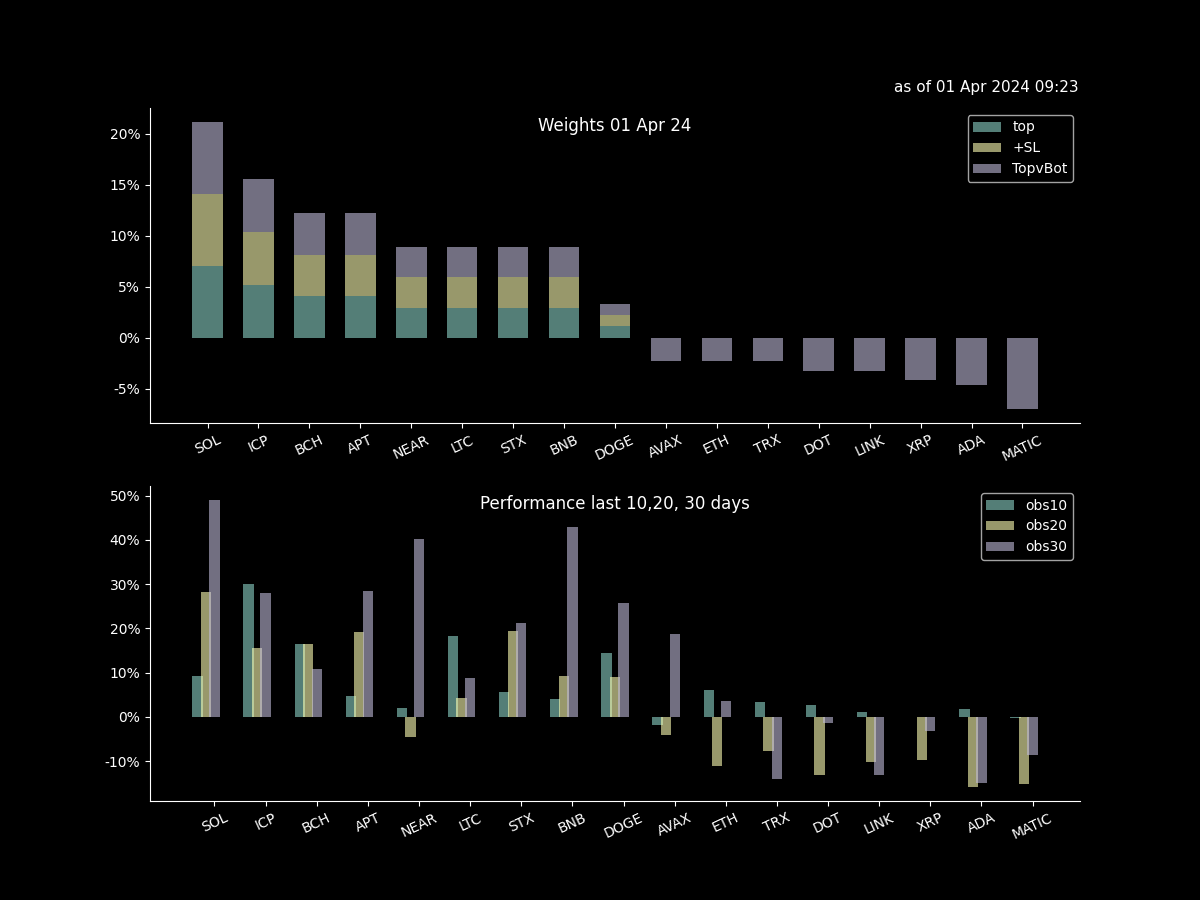 as of 01 Apr 2024 09:23
Weights 01 Apr 24
top
+SL
TopvBot
20%
15%
10%
5%
0%
-5%
SOL ICP BCH APT NEAR LTC STX BNB DOGE AVAX ETH TRX DOT LINK XRP ADA MATIC
Performance last 10,20, 30 days
obs10
obs20
obs30
50%
40%
30%
20%
10%
0%
-10%
SOL ICP BCH APT NEAR LTC STX BNB DOGE AVAX ETH TRX DOT LINK XRP ADA MATIC